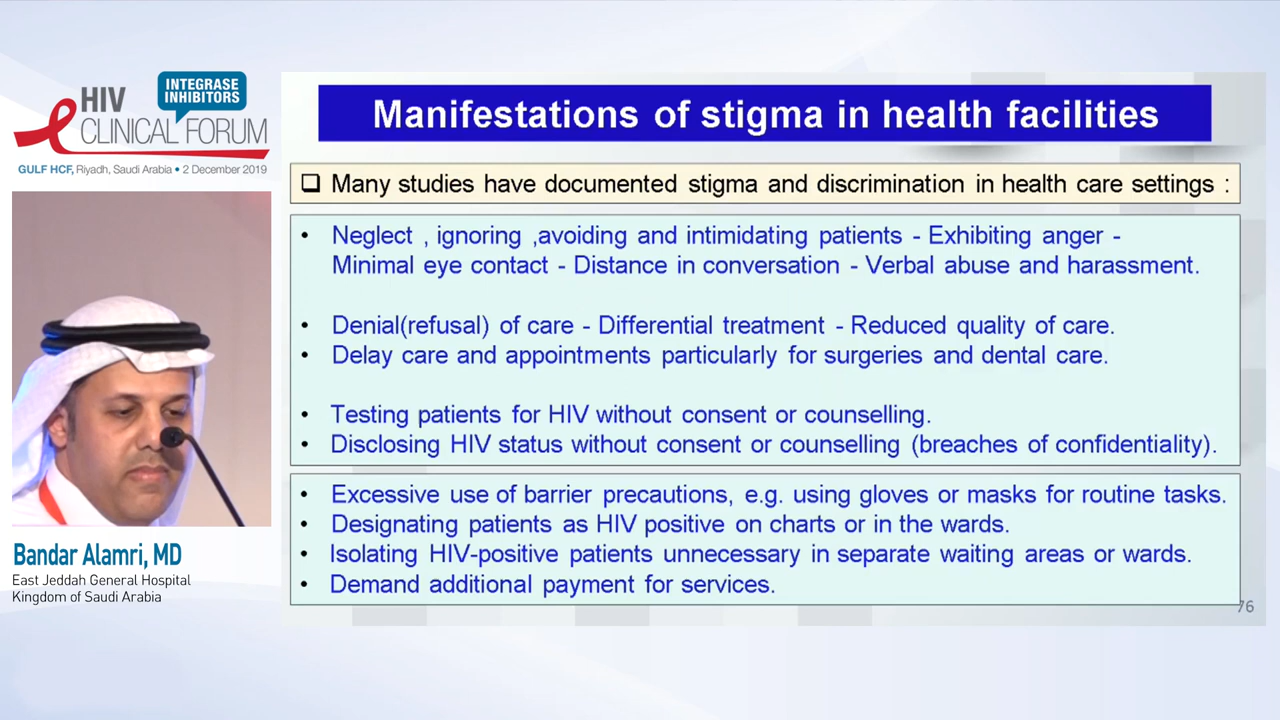 HIV
INTEGRASE
INHIBITORS
CLINICAL FORUM
GULF HCF, Riyadh, Saudi Arabia • 2 December 2019
Manifestations of stigma in health facilities
❑ Many studies have documented stigma and discrimination in health care settings :
• Neglect , ignoring ,avoiding and intimidating patients - Exhibiting anger -
Minimal eye contact - Distance in conversation - Verbal abuse and harassment.
• Denial(refusal) of care - Differential treatment - Reduced quality of care.
• Delay care and appointments particularly for surgeries and dental care.
• Testing patients for HIV without consent or counselling.
• Disclosing HIV status without consent or counselling (breaches of confidentiality).
• Excessive use of barrier precautions, e.g. using gloves or masks for routine tasks.
• Designating patients as HIV positive on charts or in the wards.
• Isolating HIV-positive patients unnecessary in separate waiting areas or wards.
• Demand additional payment for services.
76
Bandar Alamri, MD
East Jeddah General Hospital
Kingdom of Saudi Arabia